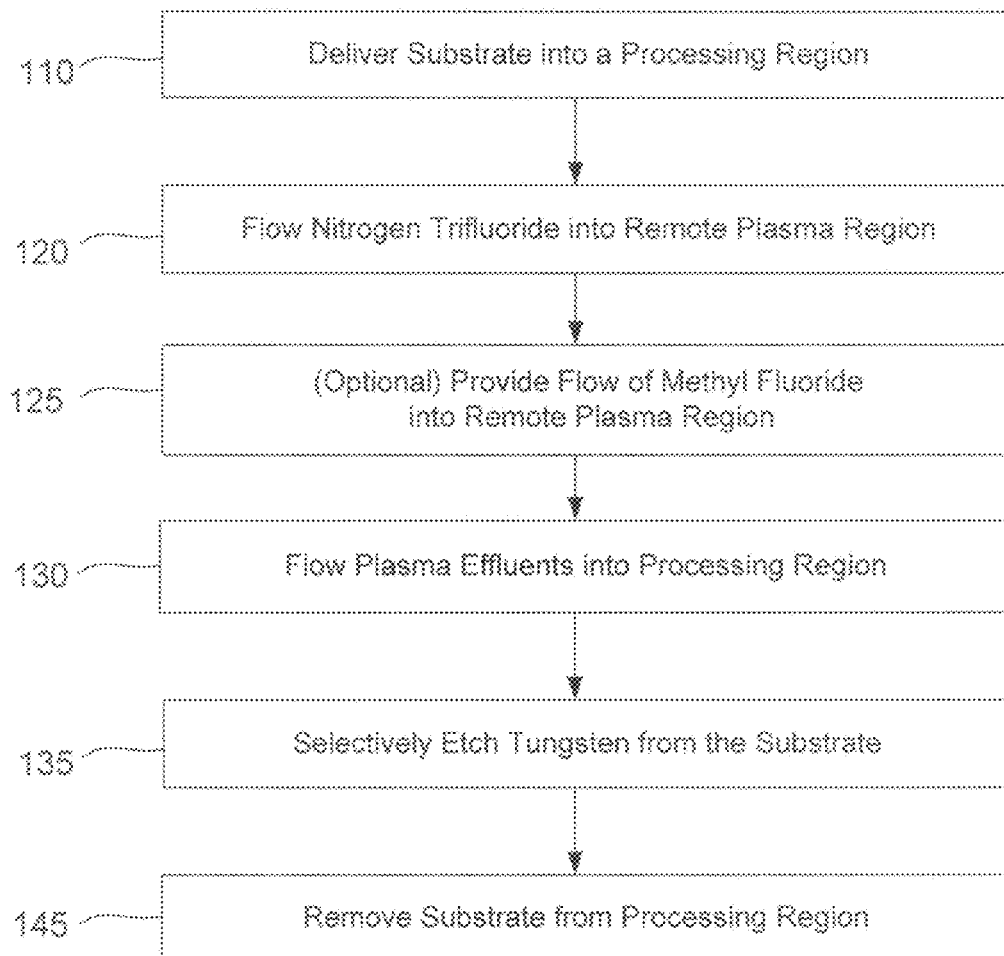 110
Deliver Substrate into a Processing Region
120
Flow Nitrogen Trifluoride into Remote Plasma Region
125
(Optional) Provide Flow of Methyl Fluoride
into Remote Plasma Region
130
Flow Plasma Effluents into Processing Region
135
Selectively Etch Tungsten from the Substrate
145
Remove Substrate from Processing Region